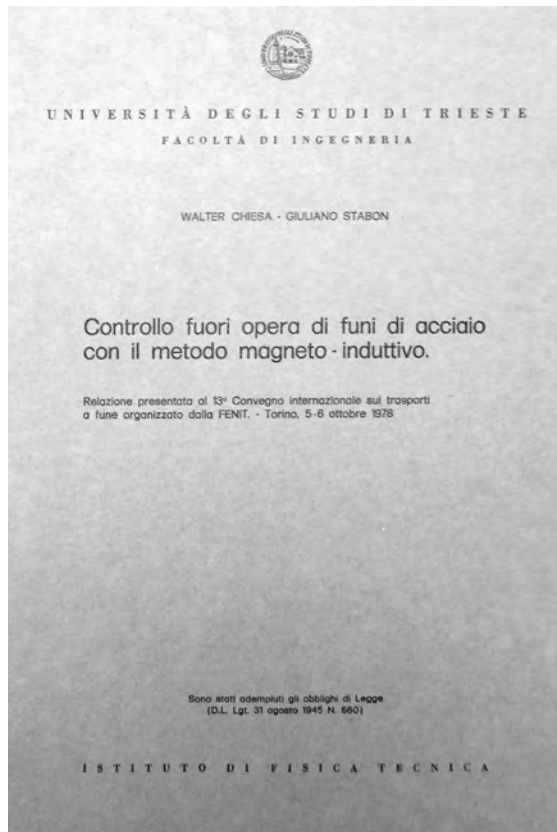 UNIVERSITÀ DEGLI STUDI DI TRIESTE
FACOLTÀ DI INGEGNERIA
WALTER CHIESA - GIULIANO STABON
Controllo fuori opera di funi di acciaio
con il metodo magneto - induttivo.
Relazione presentata al 13° Convegno internazionale sui trasporti
a fune organizzato dalla FENIT. - Torino, 5-6 ottobre 1978
Sono stati adempiuti gli obblighi di Legge
(D.L. Lgt. 31 agosto 1945 N. 660)
ISTITUTO DI FISICA TECNICA